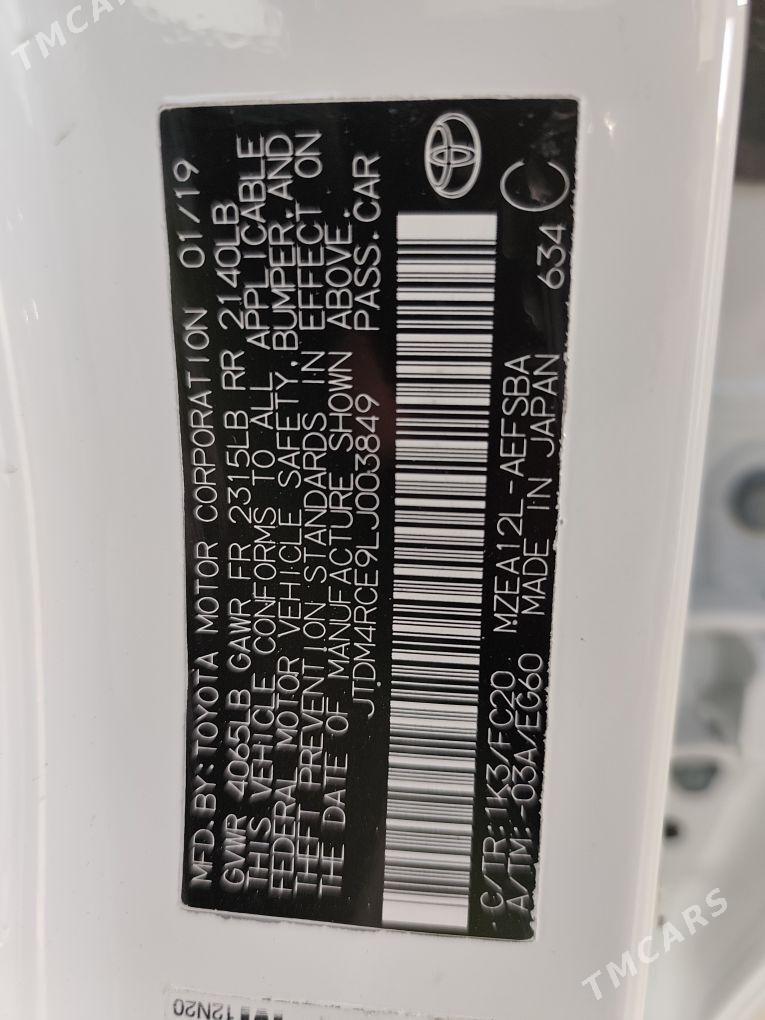 MFD.BY:TOYOTA MOTOR CORPORATION 01/19
GVWR 4065LB GAWR FR 2315LB RR 2140LB
THIS VEHICLE CONFORMS TO ALL APPLICABLE
FEDERAL MOTOR VEHICLE SAFETY,BUMPER,AND
THEFT PREVENTION STANDARDS IN EFFECT ON
THE DATE OF MANUFACTURE SHOWN ABOVE.
JTDM4RCE9LJ003849 PASS.CAR
C/TR:1K3/FC20 MZEA12L-AEFSBA
A/TM:-03A/EG60 MADE IN JAPAN 634 C
12N20
TMCARS
TMCARS